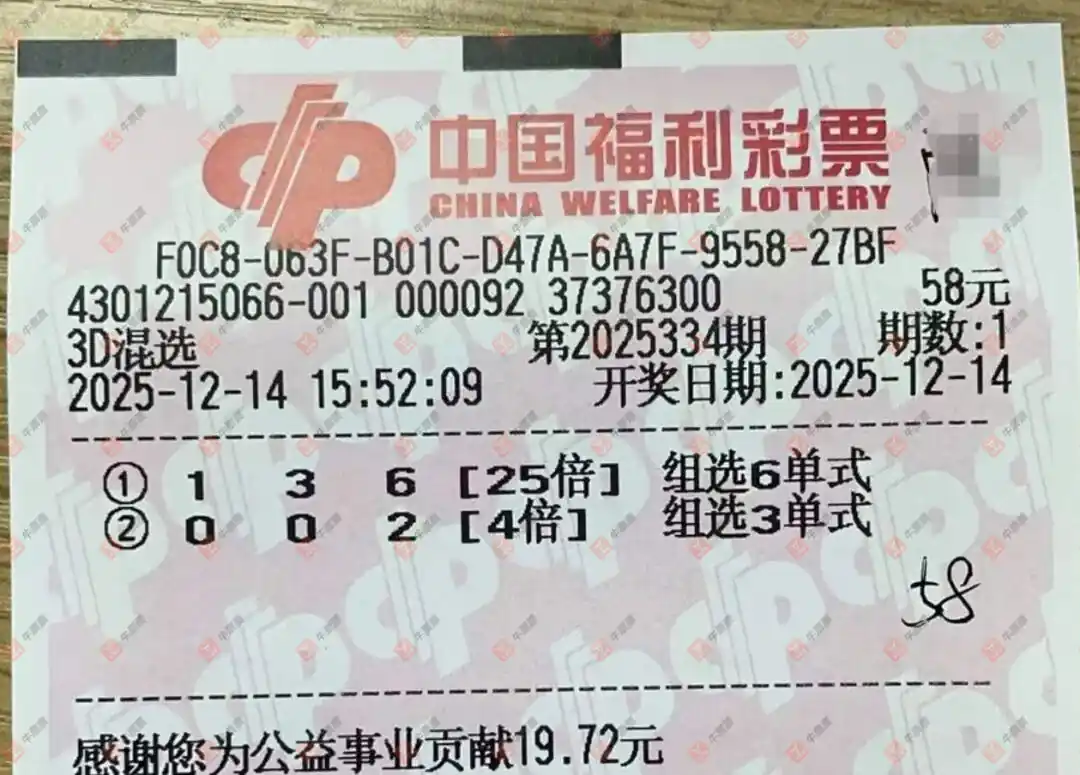 中国福利彩票
CHINA WELFARE LOTTERY
F0C8-063F-B01C-D47A-6A7F-9558-27BF
4301215066-001 000092 37376300 58元
3D混选 第2025334期 期数:1
2025-12-14 15:52:09 开奖日期:2025-12-14
① 1 3 6 [25倍] 组选6单式
② 0 0 2 [4倍] 组选3单式
58
感谢您为公益事业贡献19.72元